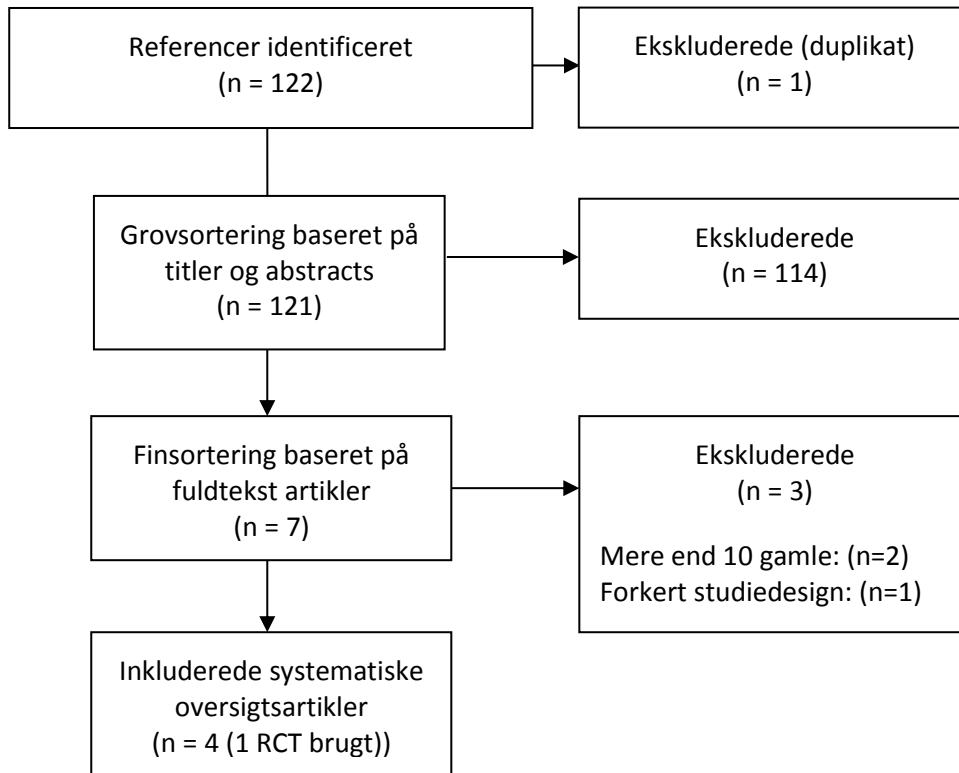 Referencer identificeret
(n = 122)
Ekskluderede (duplikat)
(n = 1)
Grovsortering baseret på
titler og abstracts
(n = 121)
Ekskluderede
(n = 114)
Finsortering baseret på
fuldtekst artikler
(n = 7)
Ekskluderede
(n = 3)
Mere end 10 gamle: (n=2)
Forkert studiedesign: (n=1)
Inkluderede systematiske
oversigtsartikler
(n = 4 (1 RCT brugt))